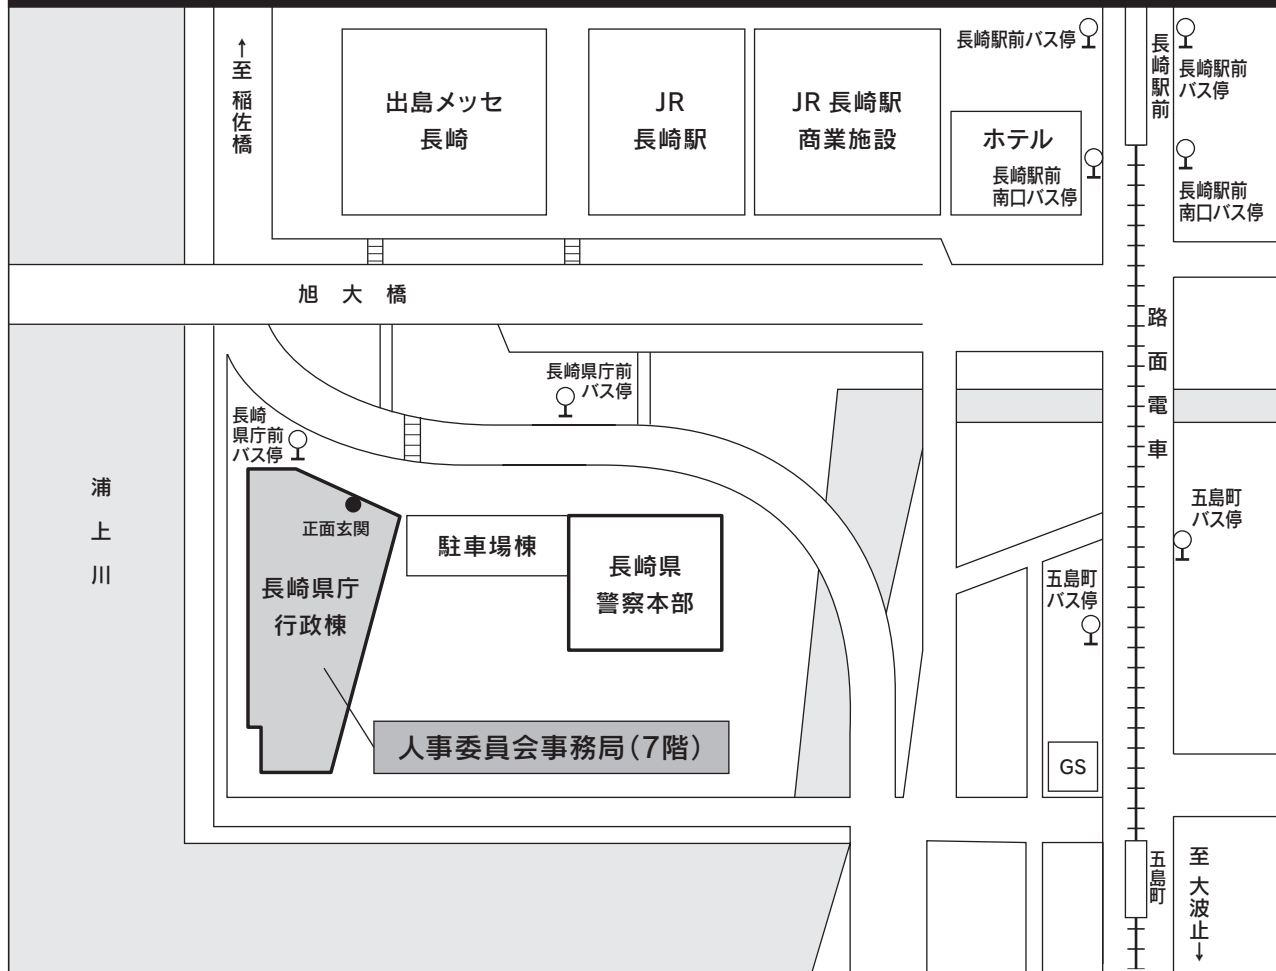 ↑至 稲佐橋
出島メッセ
長崎
JR
長崎駅
JR 長崎駅
商業施設
長崎駅前バス停
ホテル
長崎駅前
南口バス停
長崎駅前
長崎駅前
バス停
長崎駅前
南口バス停
旭大橋
路面電車
長崎県庁前
バス停
長崎
県庁前
バス停
浦上川
正面玄関
長崎県庁
行政棟
駐車場棟
長崎県
警察本部
五島町
バス停
五島町
バス停
人事委員会事務局(7階)
GS
五島町
至 大波止↓